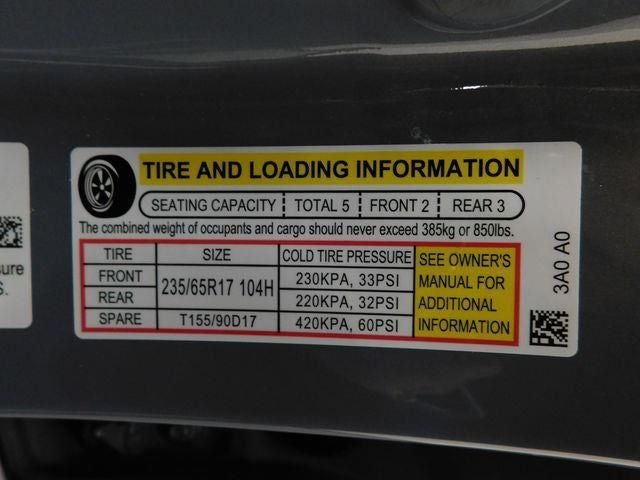 TIRE AND LOADING INFORMATION
SEATING CAPACITY TOTAL 5 FRONT 2 REAR 3
The combined weight of occupants and cargo should never exceed 385kg or 850lbs.
TIRE SIZE COLD TIRE PRESSURE
FRONT 235/65R17 104H 230KPA, 33PSI
REAR 220KPA, 32PSI
SPARE T155/90D17 420KPA, 60PSI
SEE OWNER'S
MANUAL FOR
ADDITIONAL
INFORMATION
3A0 A0
sure
S.